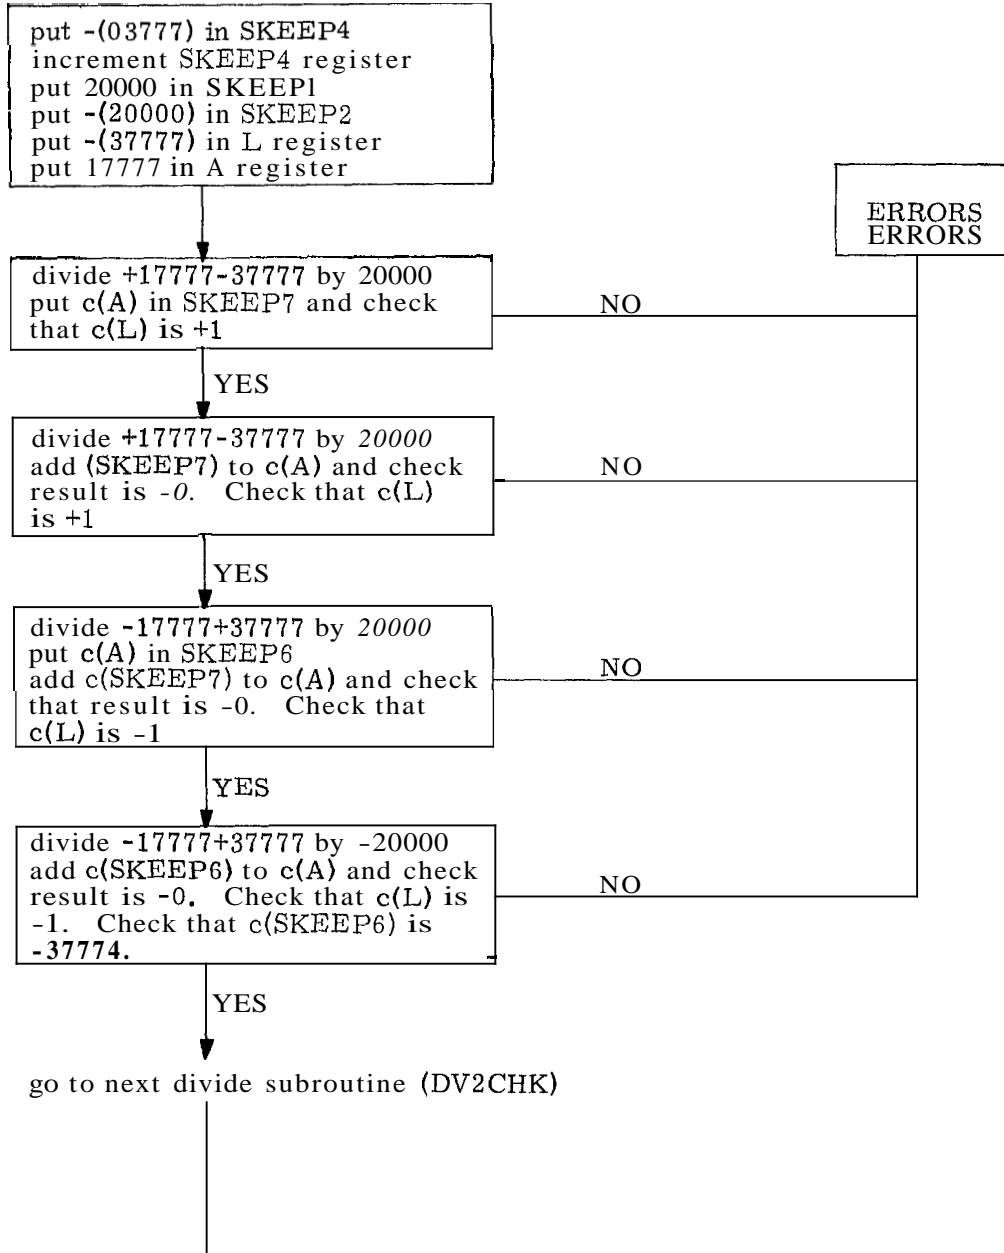 put -(03777) in SKEEP4
increment SKEEP4 register
put 20000 in SKEEP1
put -(20000) in SKEEP2
put -(37777) in L register
put 17777 in A register
ERRORS
ERRORS
divide +17777-37777 by 20000
put c(A) in SKEEP7 and check
that c(L) is +1
NO
YES
divide +17777-37777 by 20000
add (SKEEP7) to c(A) and check
result is -0. Check that c(L)
is +1
NO
YES
divide -17777+37777 by 20000
put c(A) in SKEEP6
add c(SKEEP7) to c(A) and check
that result is -0. Check that
c(L) is -1
NO
YES
divide -17777+37777 by -20000
add c(SKEEP6) to c(A) and check
result is -0. Check that c(L) is
-1. Check that c(SKEEP6) is
-37774.
NO
YES
go to next divide subroutine (DV2CHK)